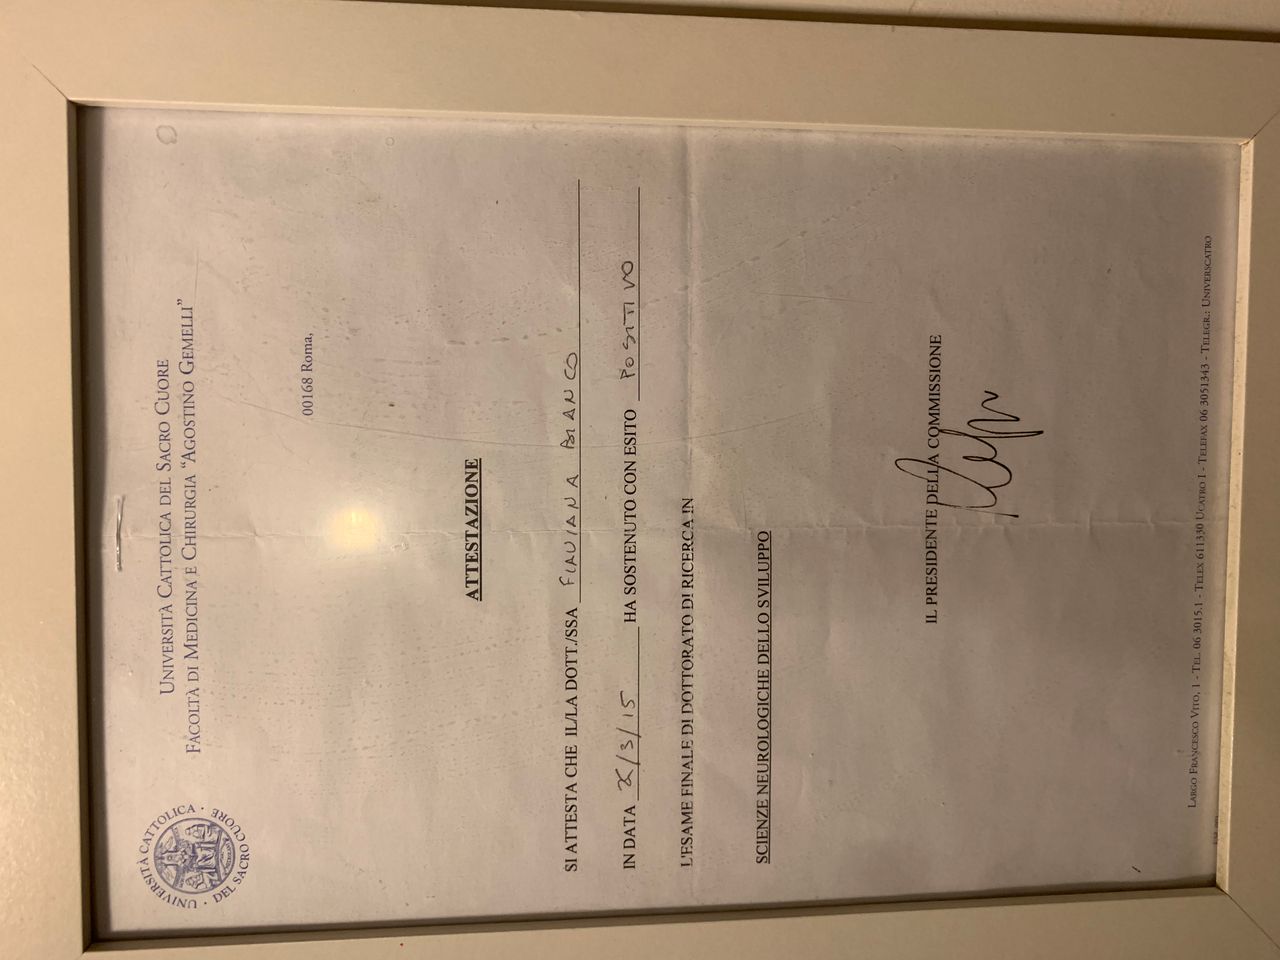 UNIVERSITÀ CATTOLICA · DEL SACRO CUORE ·
UNIVERSITÀ CATTOLICA DEL SACRO CUORE
FACOLTÀ DI MEDICINA E CHIRURGIA “AGOSTINO GEMELLI”
00168 Roma,
ATTESTAZIONE
SI ATTESTA CHE IL/LA DOTT./SSA FLAVIANA BIANCO
IN DATA /3/15 HA SOSTENUTO CON ESITO POSITIVO
L'ESAME FINALE DI DOTTORATO DI RICERCA IN
SCIENZE NEUROLOGICHE DELLO SVILUPPO
IL PRESIDENTE DELLA COMMISSIONE
LARGO FRANCESCO VITO, 1 - TEL. 06 3015.1 - TELEX 611330 UCATRO I - TELEFAX 06 3051343 - TELEGR.: UNIVERSCATRO